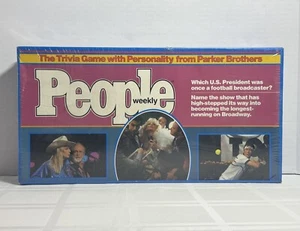 The Trivia Game with Personality from Parker Brothers
People
weekly
Which U.S. President was
once a football broadcaster?
Name the show that has
high-stepped its way into
becoming the longest-
running on Broadway.